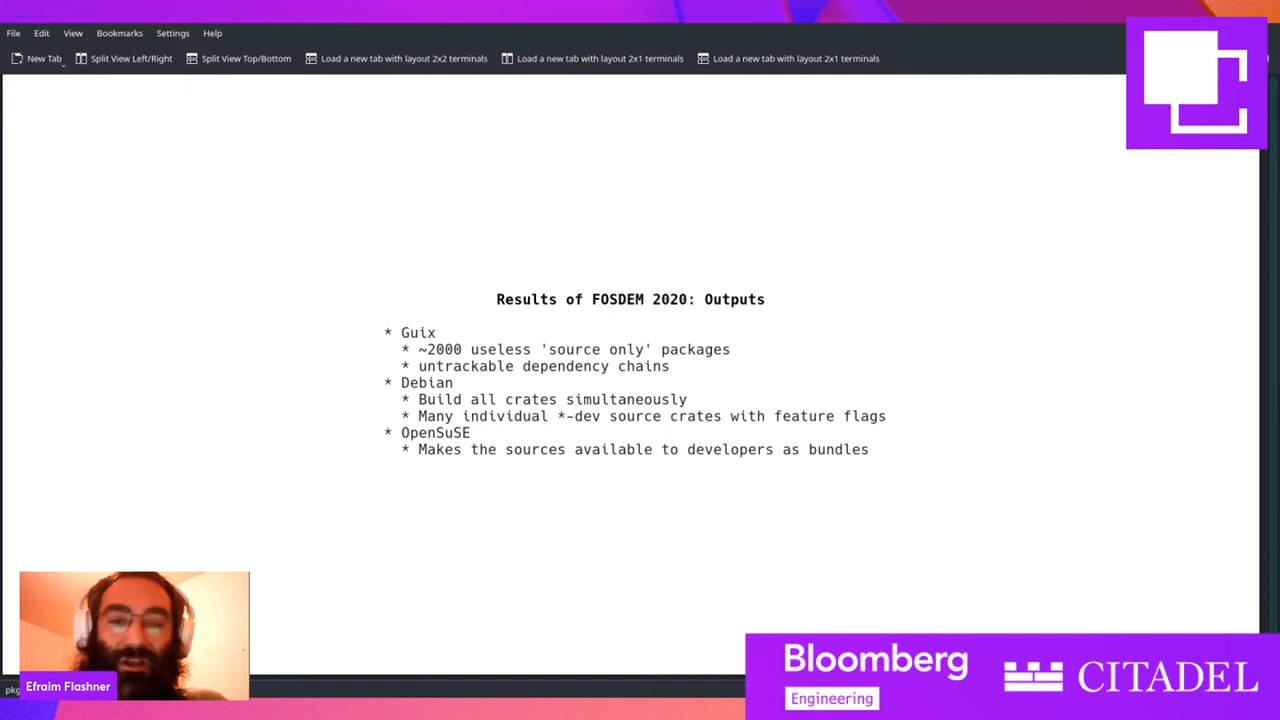 File Edit View Bookmarks Settings Help
New Tab Split View Left/Right Split View Top/Bottom Load a new tab with layout 2x2 terminals Load a new tab with layout 2x1 terminals Load a new tab with layout 2x1 terminals
Results of FOSDEM 2020: Outputs
* Guix
* ~2000 useless 'source only' packages
* untrackable dependency chains
* Debian
* Build all crates simultaneously
* Many individual *-dev source crates with feature flags
* OpenSuSE
* Makes the sources available to developers as bundles
Efraim Flashner
Bloomberg
Engineering
CITADEL